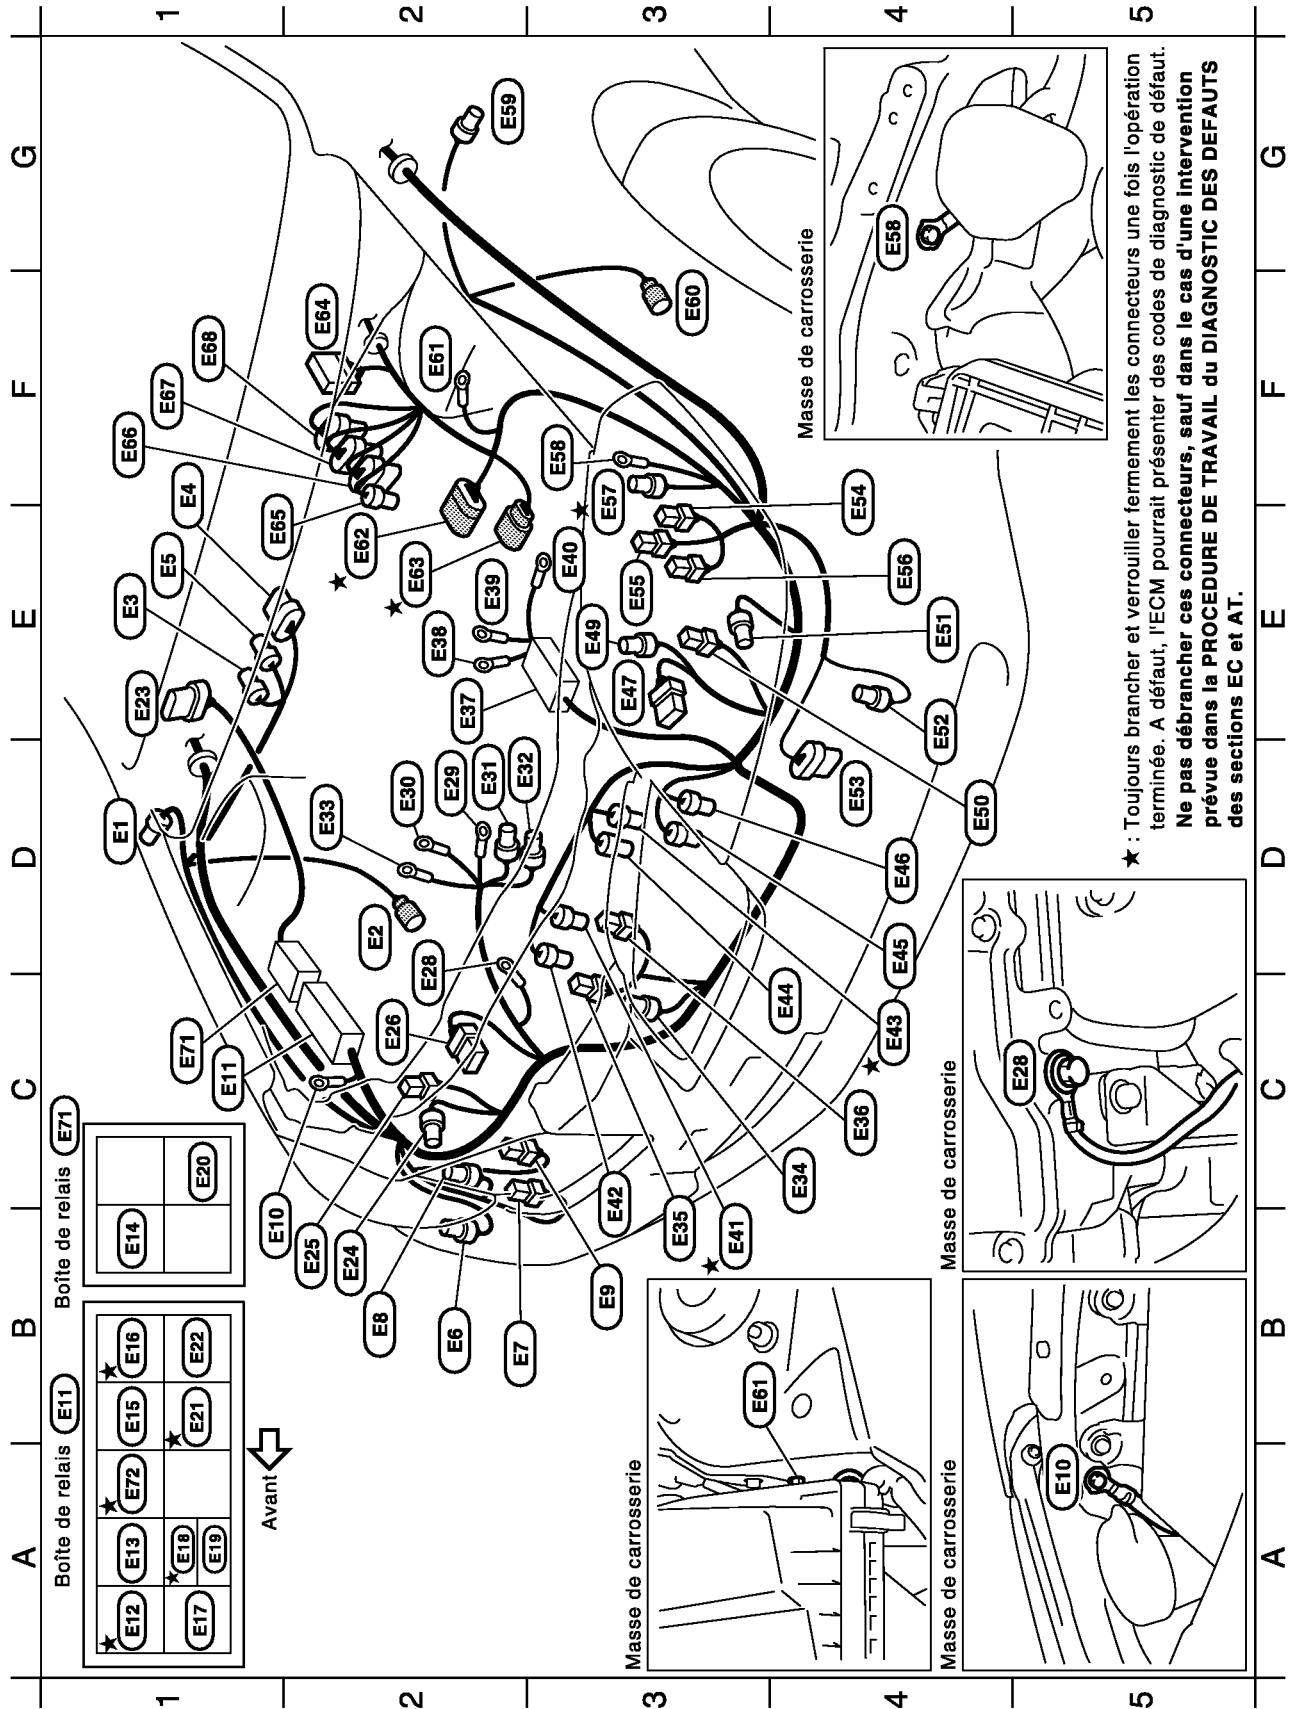 1
2
3
4
5
G
F
E
D
C
B
A
Boîte de relais E11
E12
E13
E72
E15
E16
E17
E18
E19
E21
E22
★
★
★
★
★
Avant
Boîte de relais E71
E14
E20
E1
E23
E3
E5
E4
E66
E67
E68
E64
E65
E62
★
E63
★
E61
E59
E60
E33
E30
E29
E31
E32
E37
E38
E39
E40
E57
★
E58
E2
E28
E26
E71
E11
E10
E25
E24
E8
E6
E7
E9
E42
E35
E41
★
E34
E36
E44
E43
★
E45
E46
E50
E47
E49
E55
E54
E56
E51
E52
E53
Masse de carrosserie
E58
Masse de carrosserie
E28
Masse de carrosserie
E61
Masse de carrosserie
E10
★ : Toujours brancher et verrouiller fermement les connecteurs une fois l'opération
terminée. A défaut, l'ECM pourrait présenter des codes de diagnostic de défaut.
Ne pas débrancher ces connecteurs, sauf dans le cas d'une intervention
prévue dans la PROCEDURE DE TRAVAIL du DIAGNOSTIC DES DEFAUTS
des sections EC et AT.
A
B
C
D
E
F
G
1
2
3
4
5